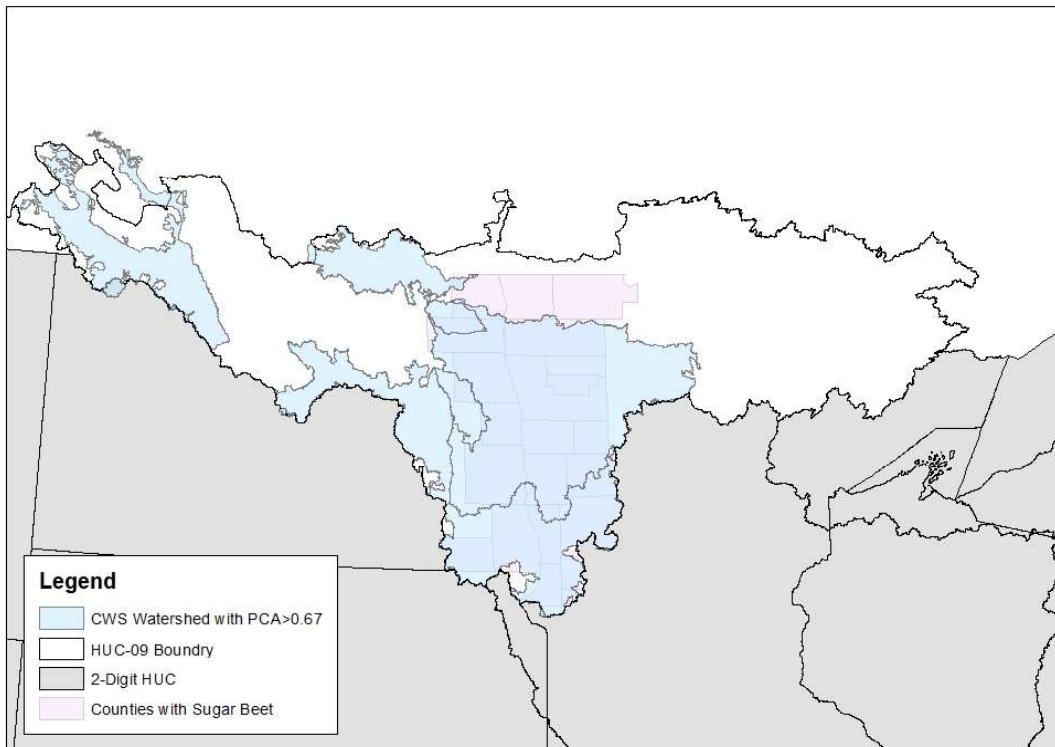 Legend
CWS Watershed with PCA>0.67
HUC-09 Boundry
2-Digit HUC
Counties with Sugar Beet